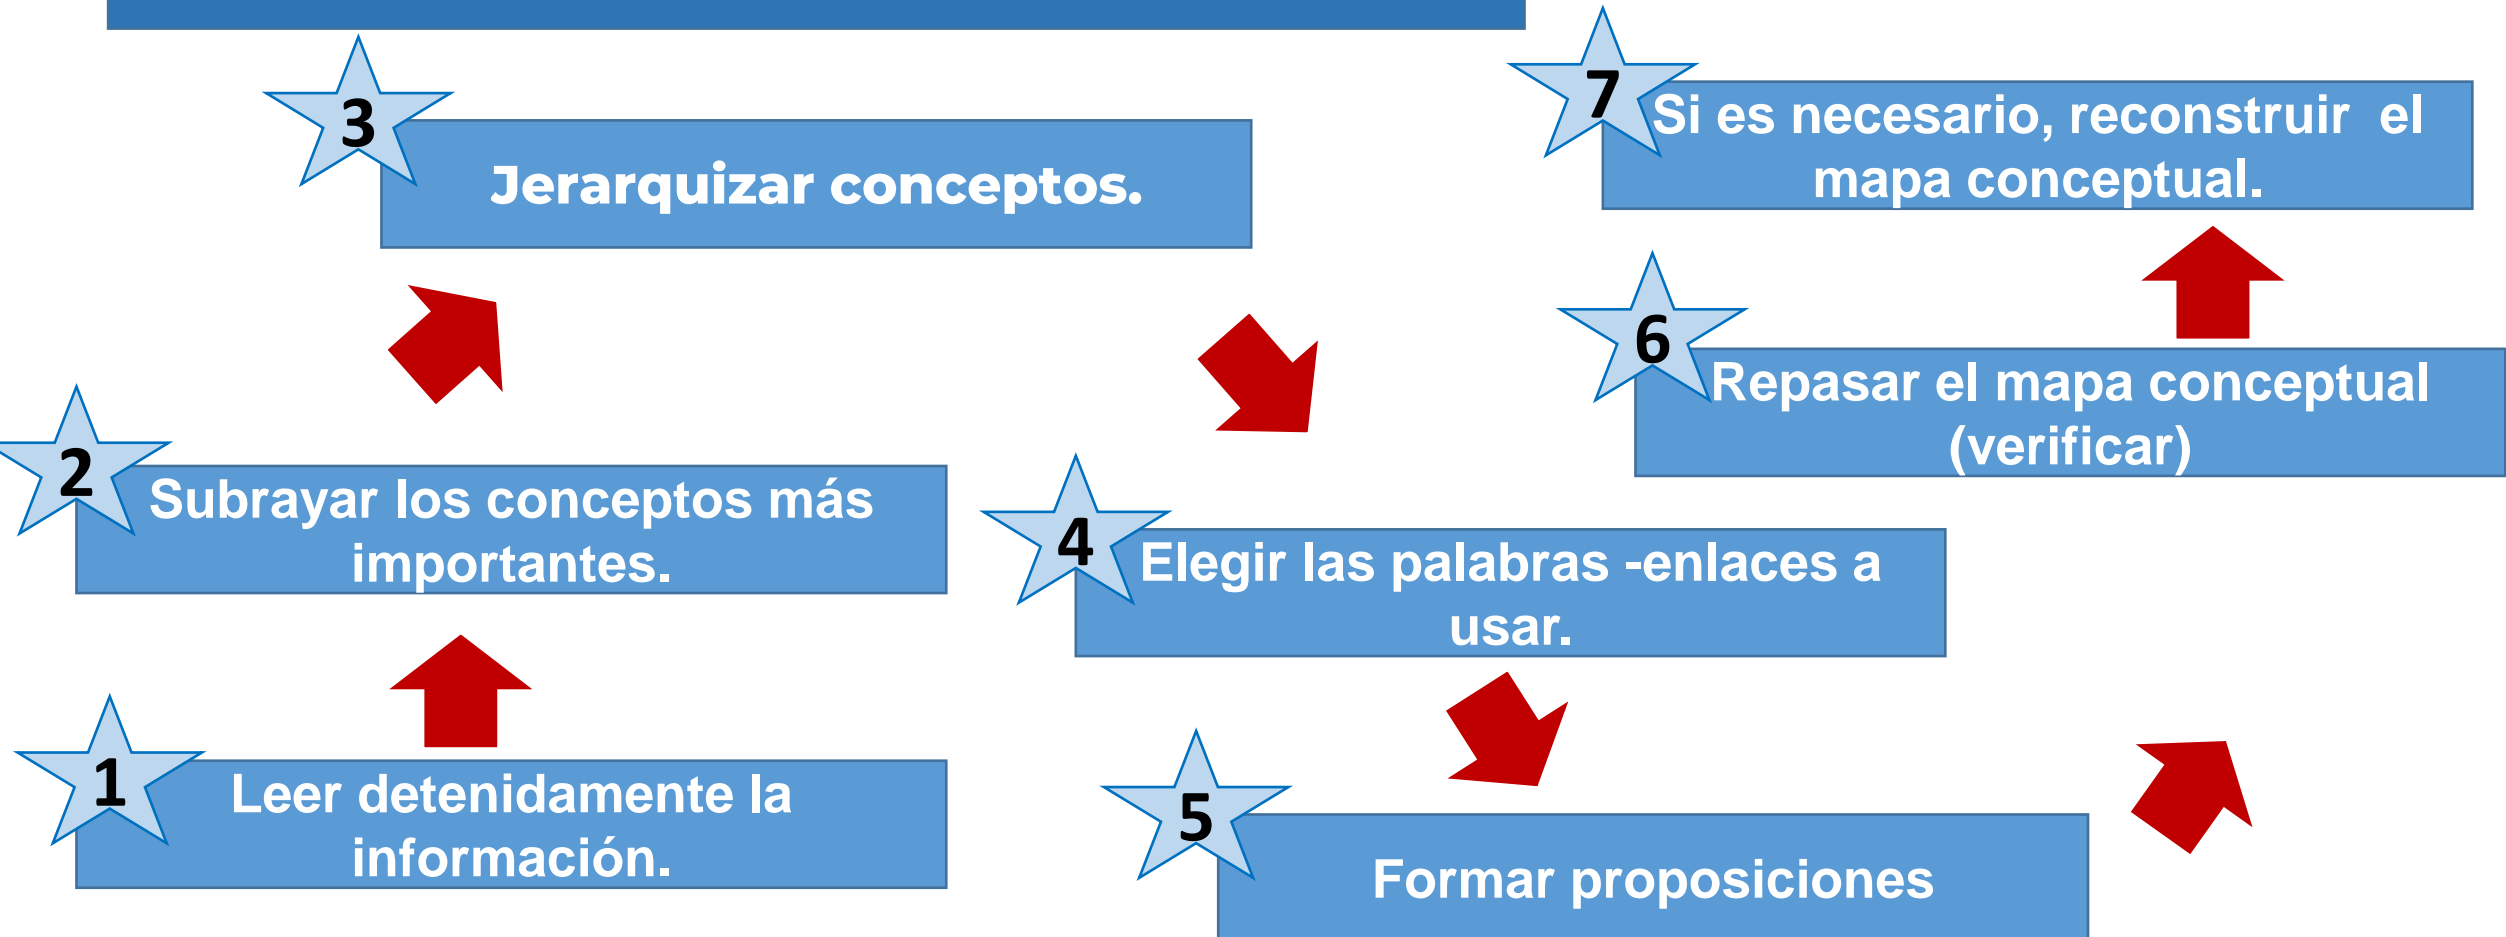 1
Leer detenidamente la
información.
2
Subrayar los conceptos más
importantes.
3
Jerarquizar conceptos.
4
Elegir las palabras -enlaces a
usar.
5
Formar proposiciones
6
Repasar el mapa conceptual
(verificar)
7
Si es necesario, reconstruir el
mapa conceptual.